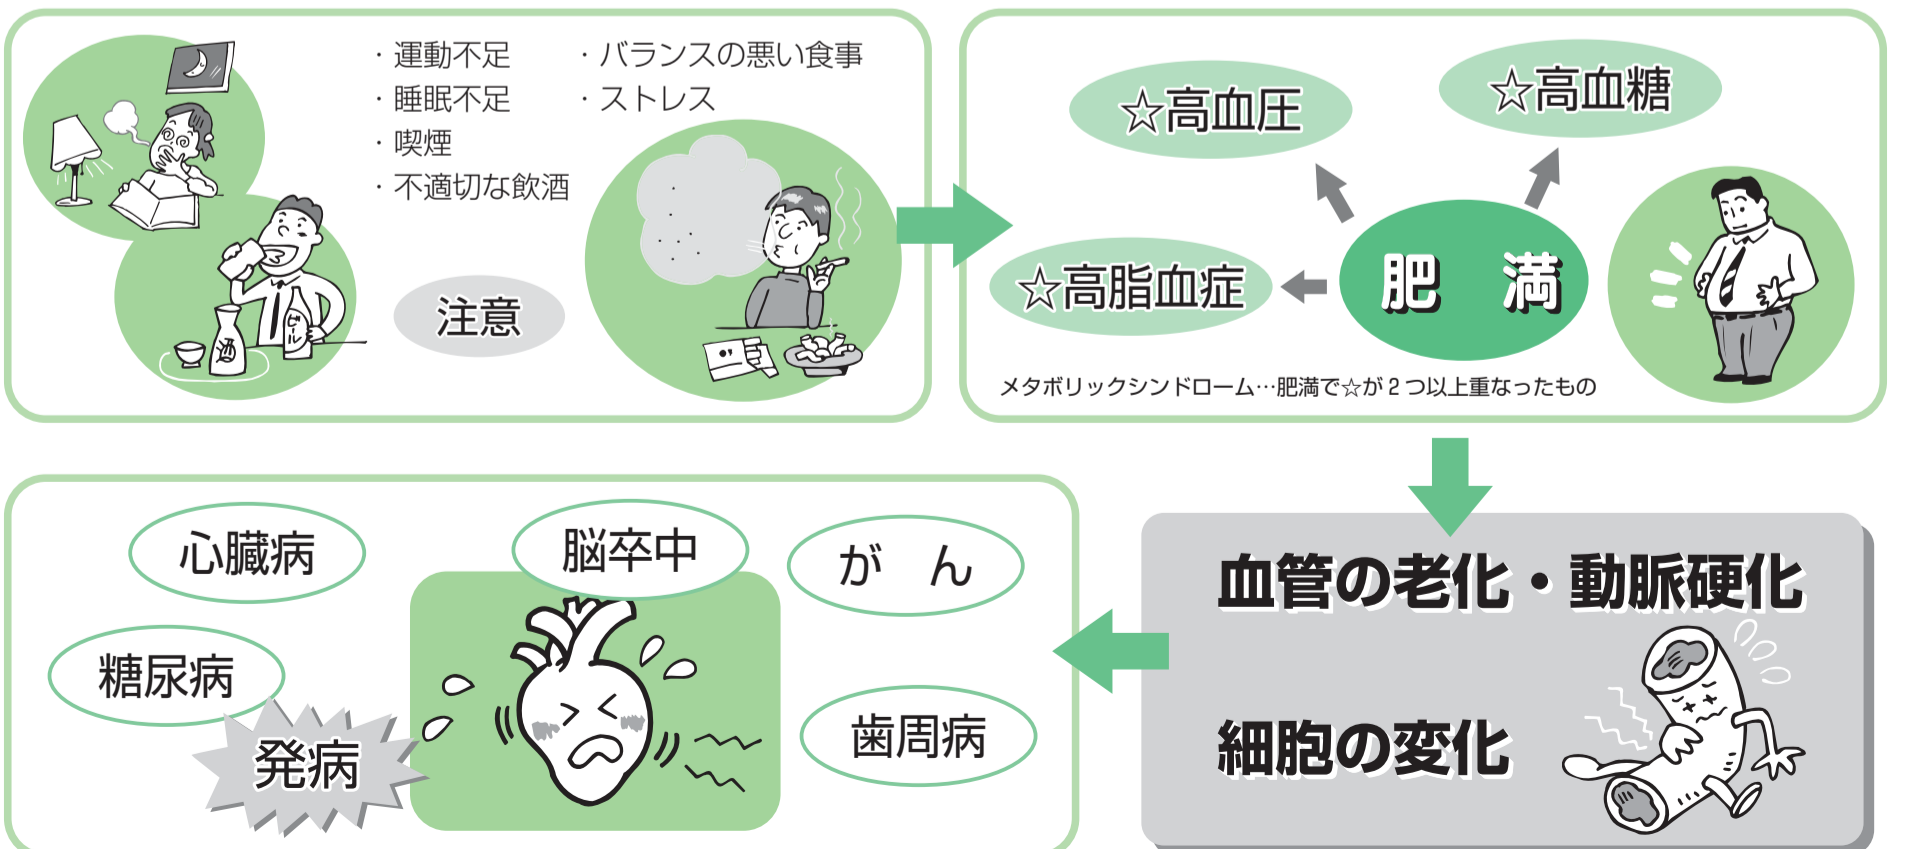 ・運動不足
・睡眠不足
・喫煙
・不適切な飲酒
・バランスの悪い食事
・ストレス
酒
ビール
注意
☆高血圧
☆高血糖
☆高脂血症
肥　満
メタボリックシンドローム…肥満で☆が２つ以上重なったもの
血管の老化・動脈硬化
細胞の変化
心臓病
脳卒中
が　ん
糖尿病
歯周病
発病